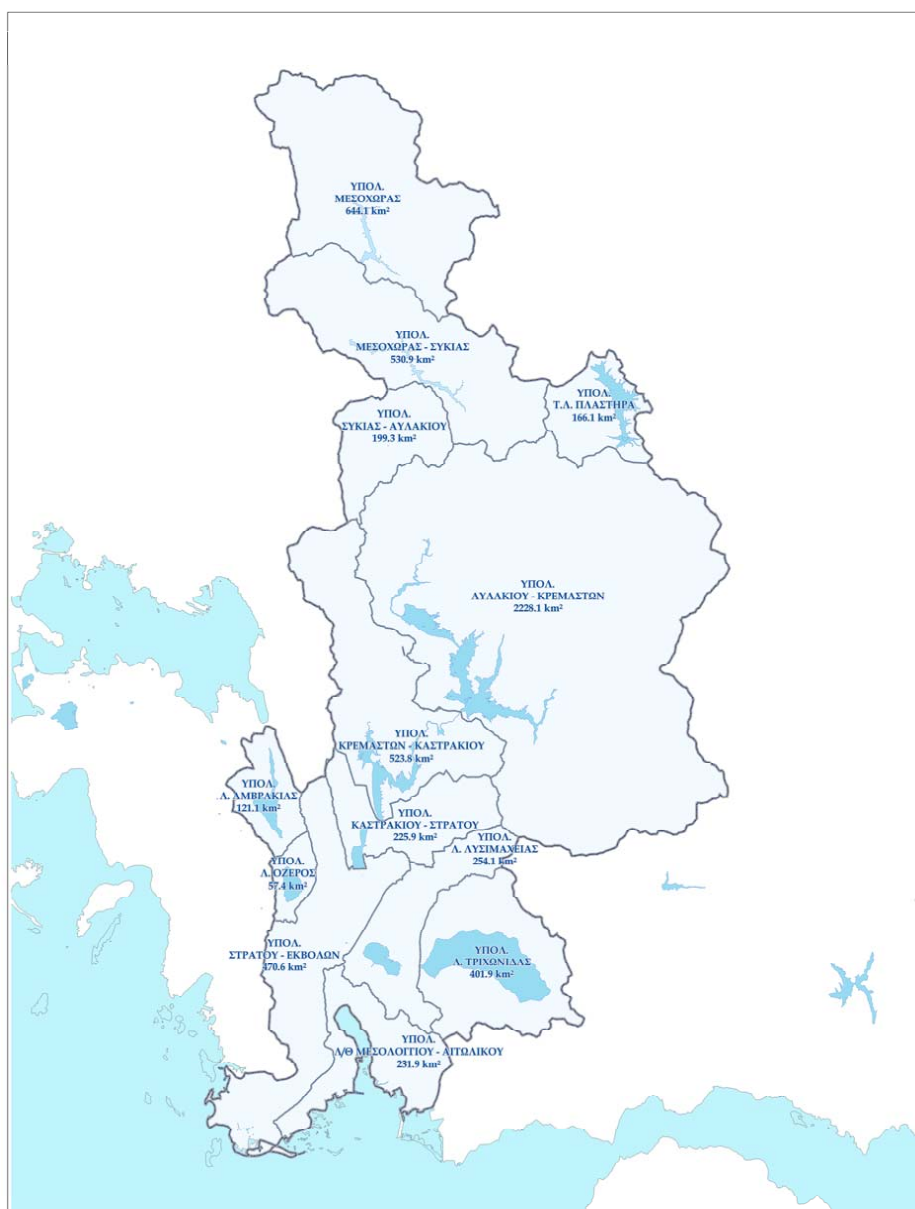 ΥΠΟΛ.
ΜΕΣΟΧΩΡΑΣ
644.1 km²
ΥΠΟΛ.
ΜΕΣΟΧΩΡΑΣ - ΣΥΚΙΑΣ
530.9 km²
ΥΠΟΛ.
Τ.Λ. ΠΛΑΣΤΗΡΑ
166.1 km²
ΥΠΟΛ.
ΣΥΚΙΑΣ - ΑΥΛΑΚΙΟΥ
199.3 km²
ΥΠΟΛ.
ΑΥΛΑΚΙΟΥ - ΚΡΕΜΑΣΤΩΝ
2228.1 km²
ΥΠΟΛ.
ΚΡΕΜΑΣΤΩΝ - ΚΑΣΤΡΑΚΙΟΥ
523.8 km²
ΥΠΟΛ.
Λ. ΑΜΒΡΑΚΙΑΣ
121.1 km²
ΥΠΟΛ.
ΚΑΣΤΡΑΚΙΟΥ - ΣΤΡΑΤΟΥ
225.9 km²
ΥΠΟΛ.
Λ. ΛΥΣΙΜΑΧΕΙΑΣ
254.1 km²
ΥΠΟΛ.
Λ. ΟΖΕΡΟΣ
57.4 km²
ΥΠΟΛ.
ΣΤΡΑΤΟΥ - ΕΚΒΟΛΩΝ
470.6 km²
ΥΠΟΛ.
Λ. ΤΡΙΧΩΝΙΔΑΣ
401.9 km²
ΥΠΟΛ.
Λ/Θ ΜΕΣΟΛΟΓΓΙΟΥ - ΑΙΤΩΛΙΚΟΥ
231.9 km²